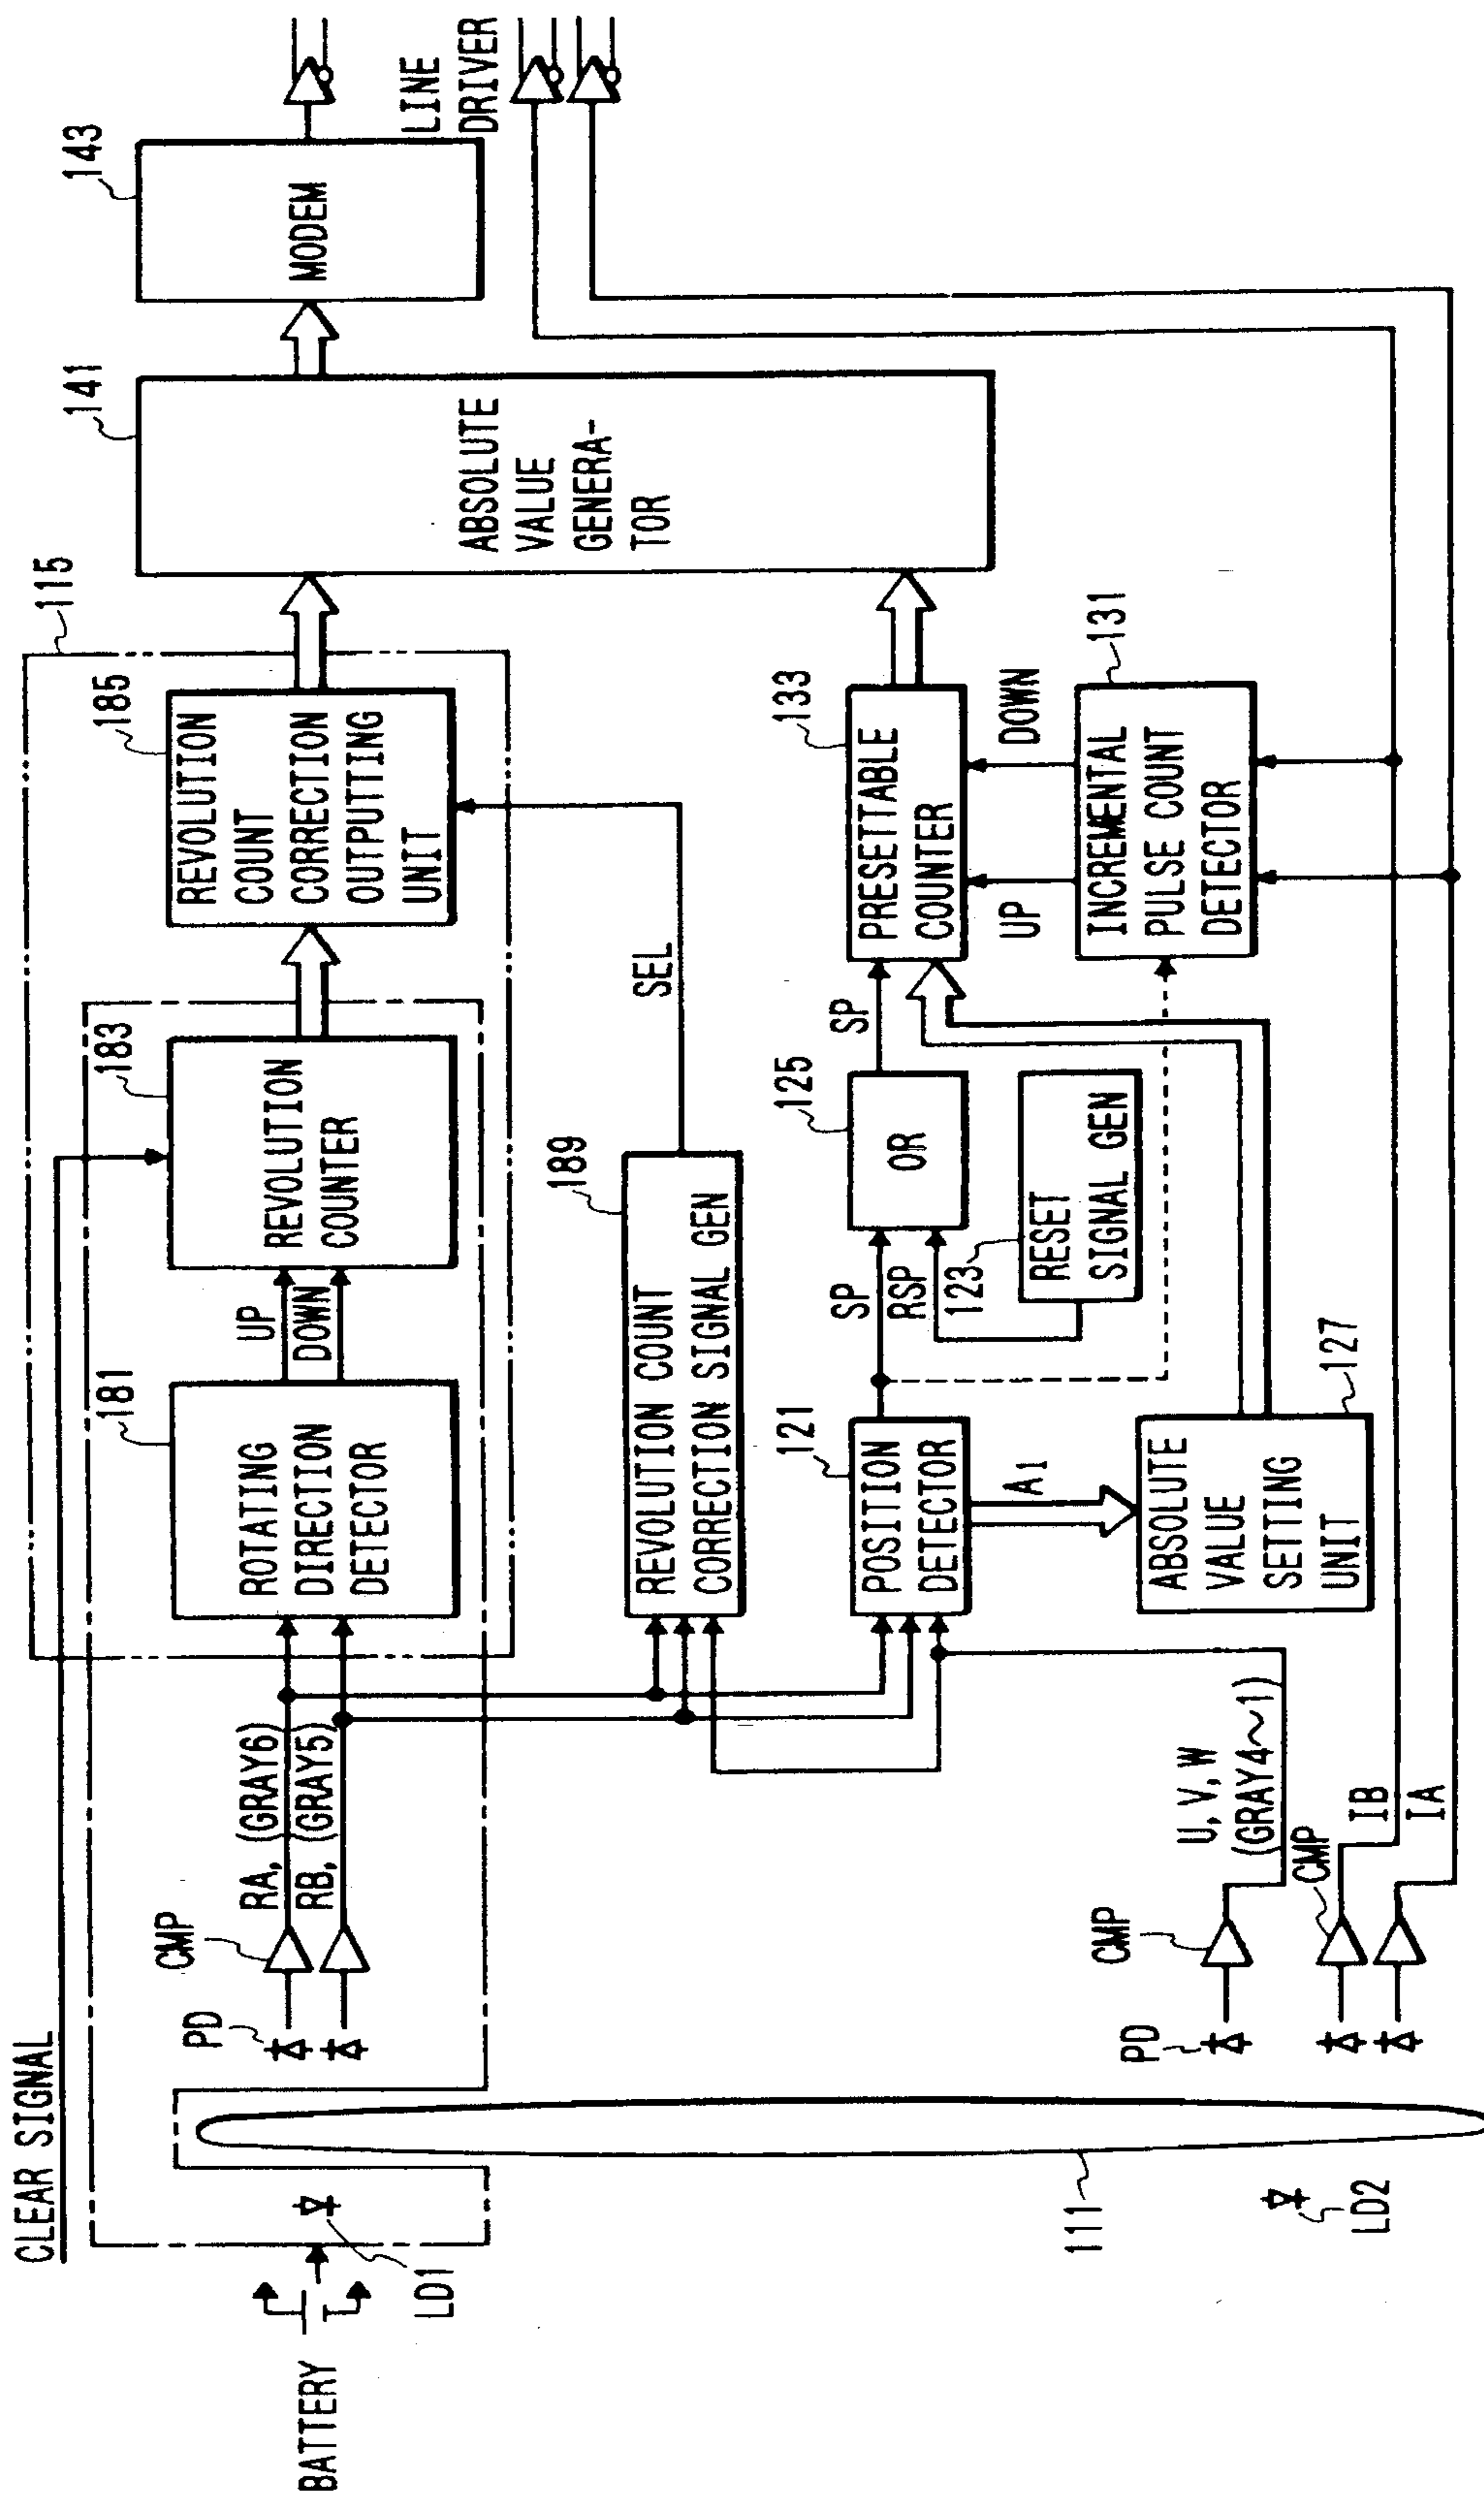 CLEAR SIGNAL
BATTERY
LD1
PD
CMP
RA, (GRAY6)
RB, (GRAY5)
181
ROTATING
DIRECTION
DETECTOR
UP
DOWN
183
REVOLUTION
COUNTER
185
REVOLUTION
COUNT
CORRECTION
OUTPUTTING
UNIT
115
141
ABSOLUTE
VALUE
GENERA-
TOR
143
MODEM
LINE
DRIVER
189
REVOLUTION COUNT
CORRECTION SIGNAL GEN
SEL
121
POSITION
DETECTOR
SP
RSP
123
RESET
SIGNAL GEN
125
OR
SP
133
PRESETTABLE
COUNTER
UP
DOWN
131
INCREMENTAL
PULSE COUNT
DETECTOR
A1
127
ABSOLUTE
VALUE
SETTING
UNIT
111
LD2
PD
CMP
U, V, W
(GRAY4~1)
CMP
IB
IA